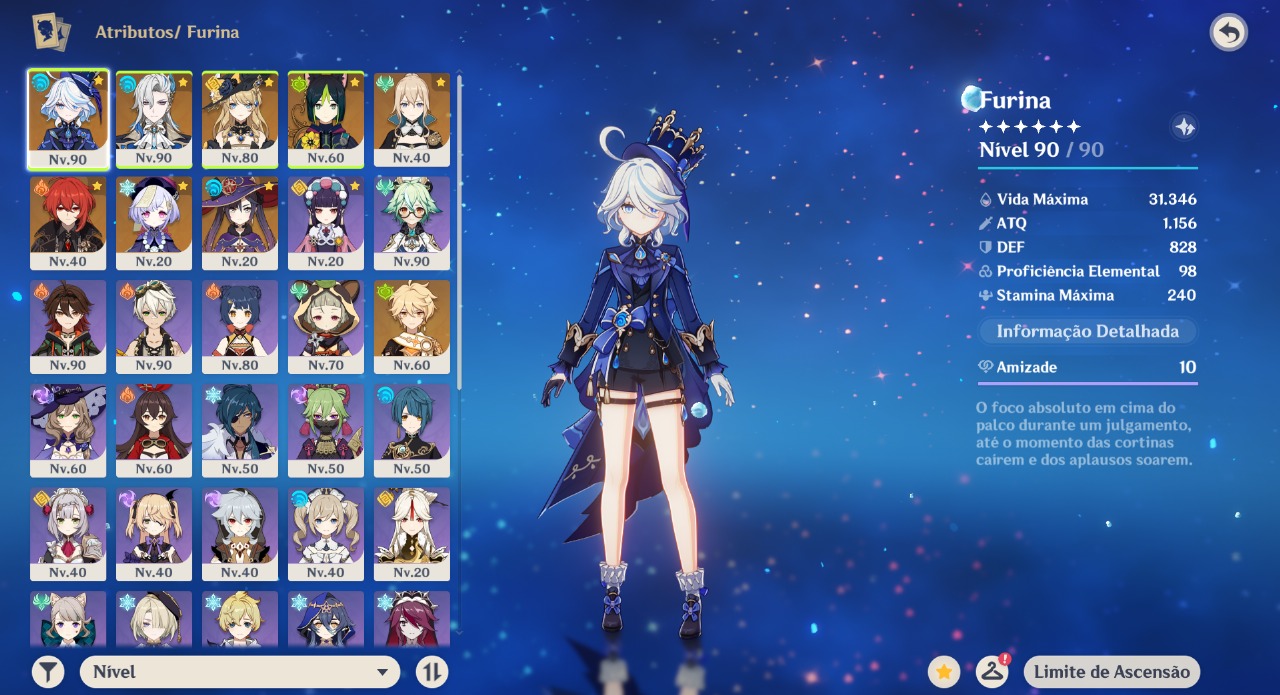 Atributos/ Furina
Nv.90
Nv.90
Nv.80
Nv.60
Nv.40
Nv.40
Nv.20
Nv.20
Nv.20
Nv.90
Nv.90
Nv.90
Nv.80
Nv.70
Nv.60
Nv.60
Nv.60
Nv.50
Nv.50
Nv.50
Nv.40
Nv.40
Nv.40
Nv.40
Nv.20
Nível
Furina
Nível 90 / 90
Vida Máxima 31.346
ATQ 1.156
DEF 828
Proficiência Elemental 98
Stamina Máxima 240
Informação Detalhada
Amizade 10
O foco absoluto em cima do
palco durante um julgamento,
até o momento das cortinas
cairem e dos aplausos soarem.
Limite de Ascensão